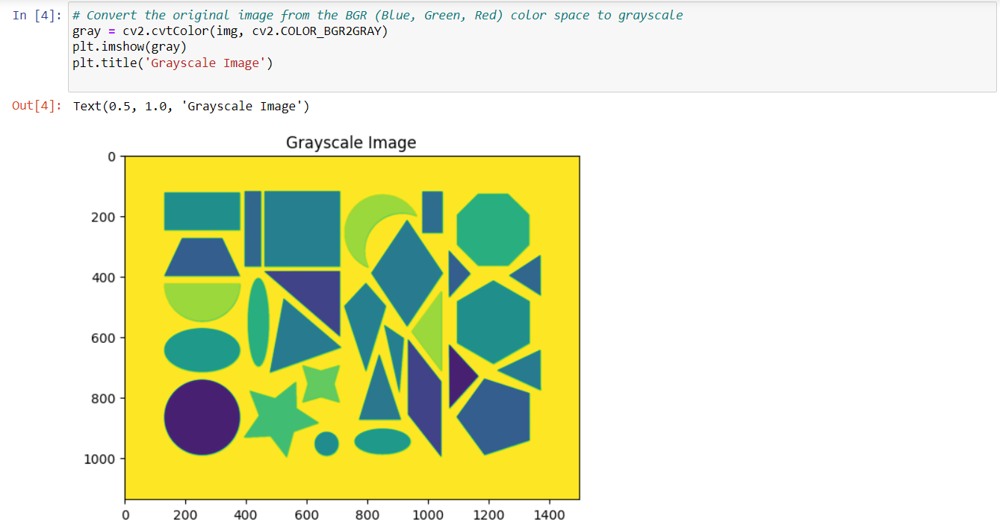 In [4]: # Convert the original image from the BGR (Blue, Green, Red) color space to grayscale
gray = cv2.cvtColor(img, cv2.COLOR_BGR2GRAY)
plt.imshow(gray)
plt.title('Grayscale Image')
Out[4]: Text(0.5, 1.0, 'Grayscale Image')
Grayscale Image
0
200
400
600
800
1000
0 200 400 600 800 1000 1200 1400